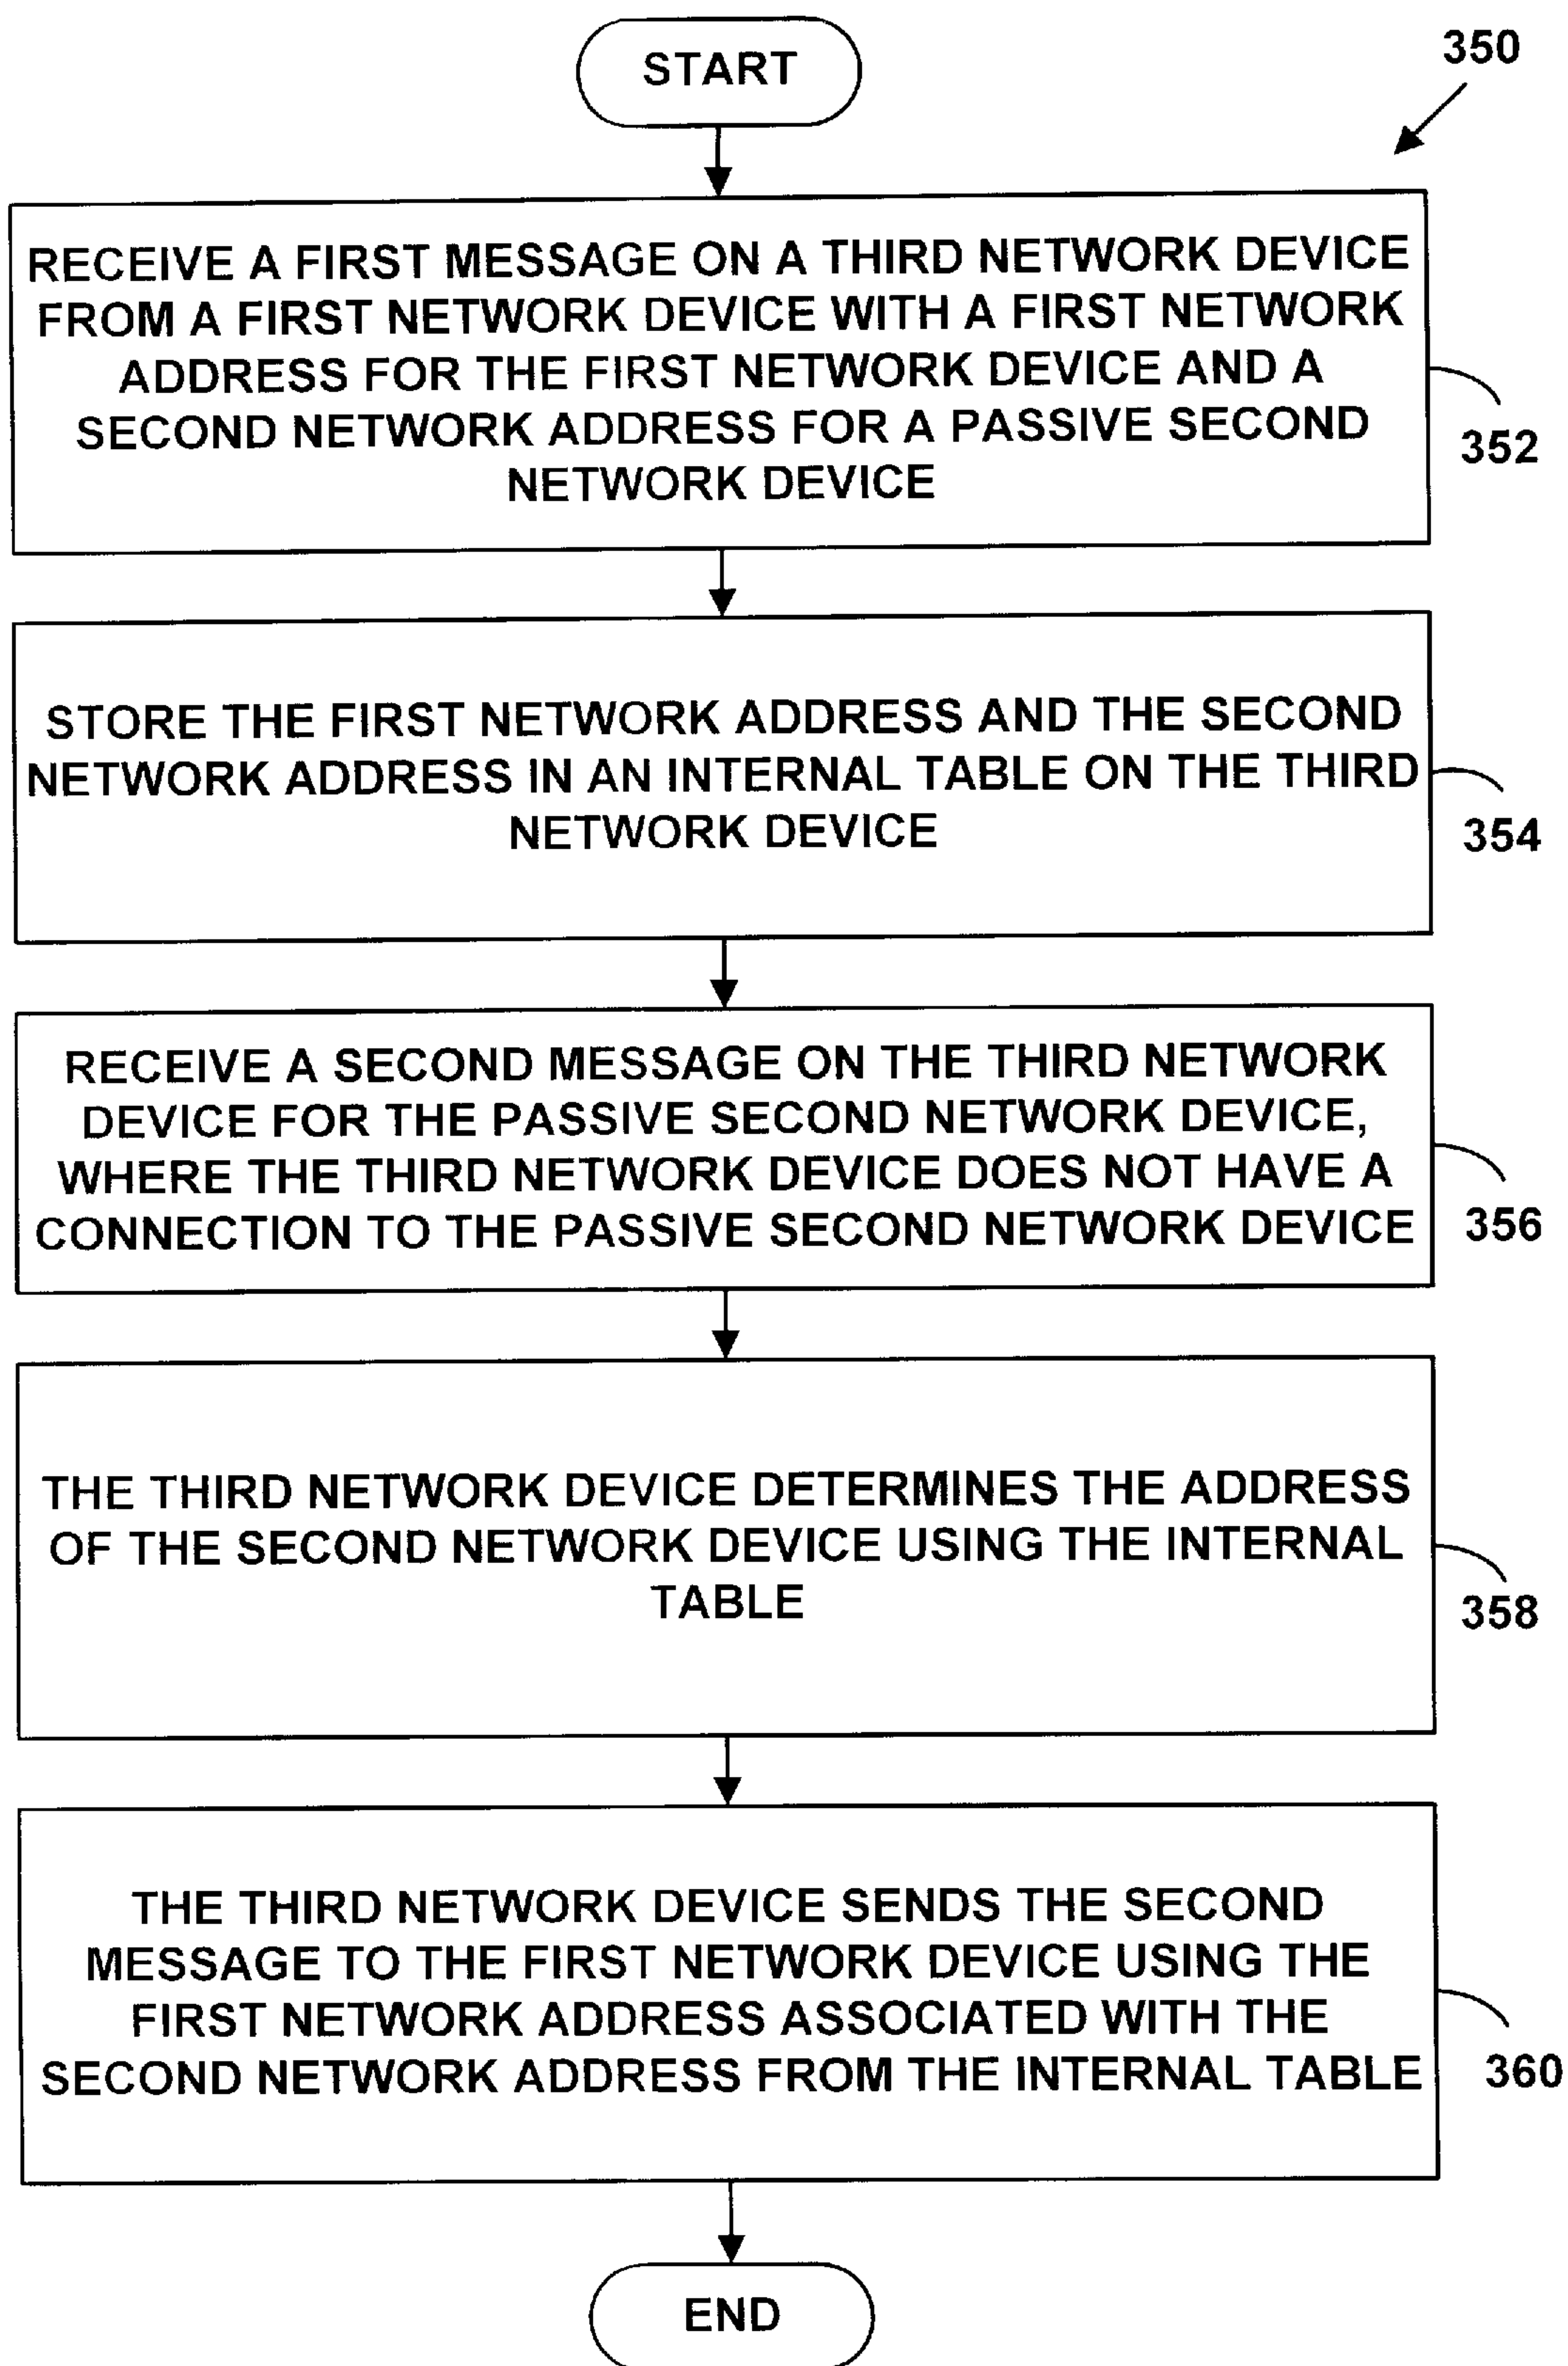 START
350
RECEIVE A FIRST MESSAGE ON A THIRD NETWORK DEVICE
FROM A FIRST NETWORK DEVICE WITH A FIRST NETWORK
ADDRESS FOR THE FIRST NETWORK DEVICE AND A
SECOND NETWORK ADDRESS FOR A PASSIVE SECOND
NETWORK DEVICE
352
STORE THE FIRST NETWORK ADDRESS AND THE SECOND
NETWORK ADDRESS IN AN INTERNAL TABLE ON THE THIRD
NETWORK DEVICE
354
RECEIVE A SECOND MESSAGE ON THE THIRD NETWORK
DEVICE FOR THE PASSIVE SECOND NETWORK DEVICE,
WHERE THE THIRD NETWORK DEVICE DOES NOT HAVE A
CONNECTION TO THE PASSIVE SECOND NETWORK DEVICE
356
THE THIRD NETWORK DEVICE DETERMINES THE ADDRESS
OF THE SECOND NETWORK DEVICE USING THE INTERNAL
TABLE
358
THE THIRD NETWORK DEVICE SENDS THE SECOND
MESSAGE TO THE FIRST NETWORK DEVICE USING THE
FIRST NETWORK ADDRESS ASSOCIATED WITH THE
SECOND NETWORK ADDRESS FROM THE INTERNAL TABLE
360
END